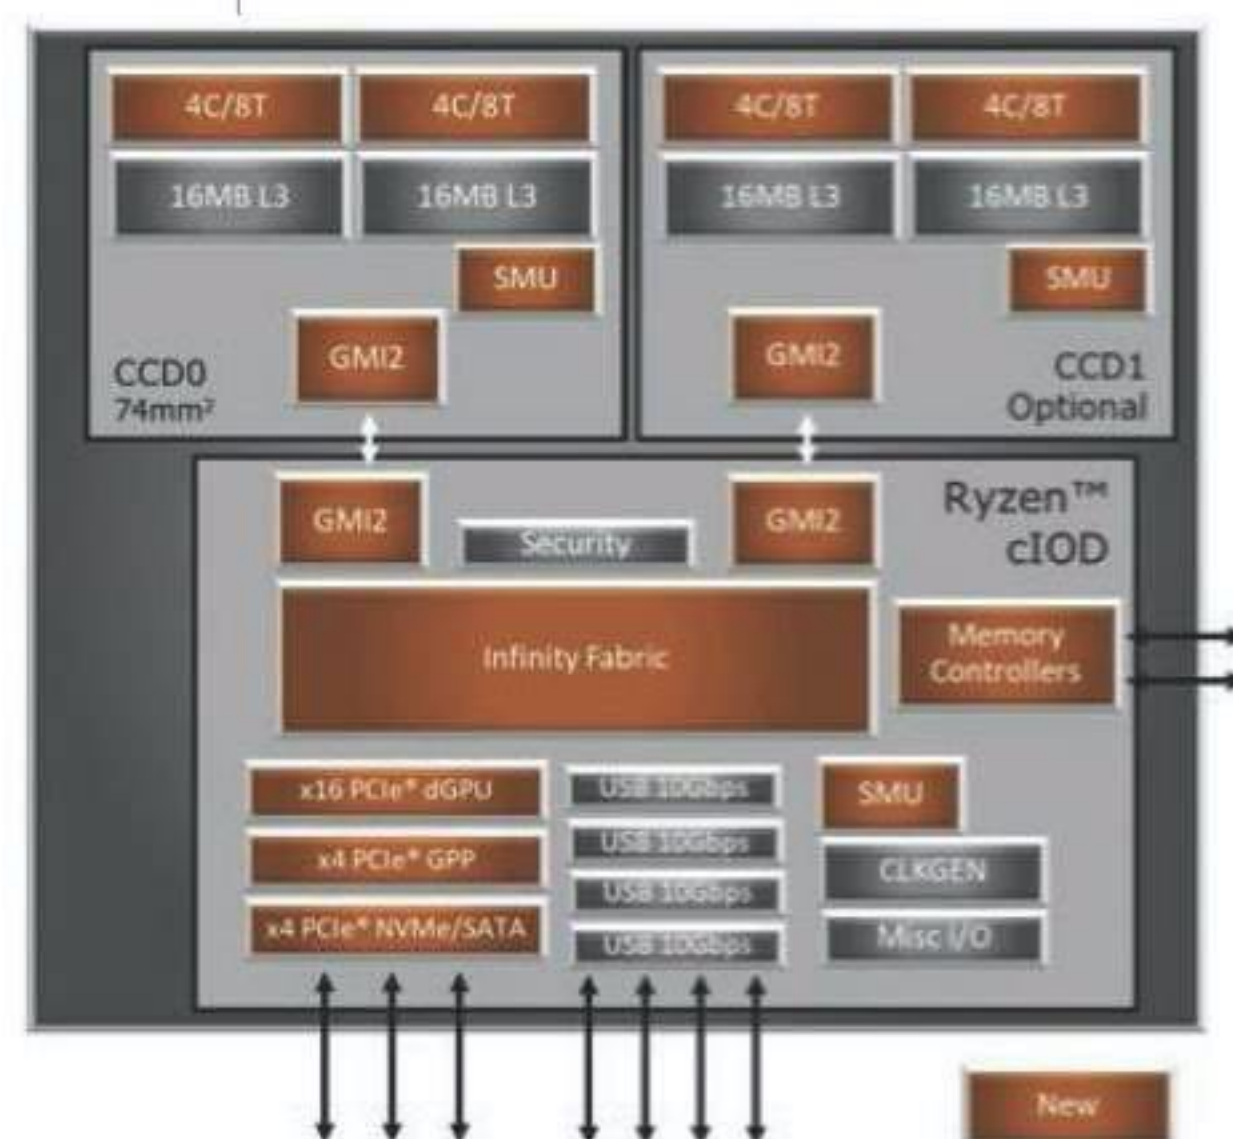 4C/8T
4C/8T
16MB L3
16MB L3
SMU
GMI2
CCD0
74mm²
4C/8T
4C/8T
16MB L3
16MB L3
SMU
GMI2
CCD1
Optional
GMI2
Security
GMI2
Ryzen™
cIOD
Infinity Fabric
Memory
Controllers
x16 PCIe® dGPU
x4 PCIe® GPP
x4 PCIe® NVMe/SATA
USB 10Gbps
USB 10Gbps
USB 10Gbps
USB 10Gbps
SMU
CLKGEN
Misc I/O
New